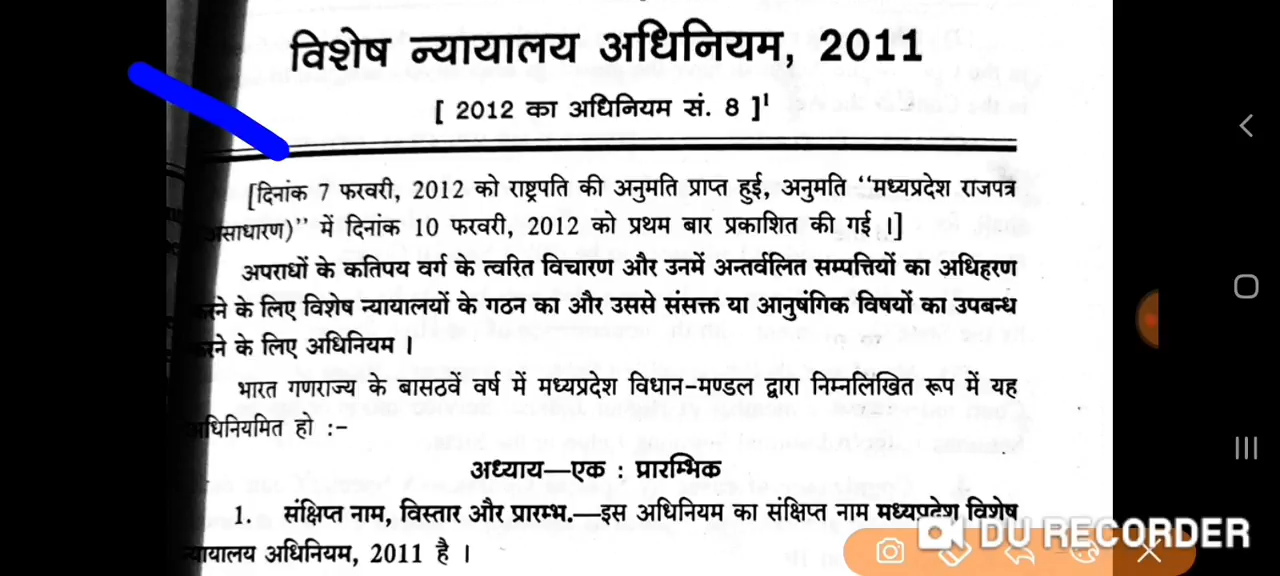 विशेष न्यायालय अधिनियम, 2011
[ 2012 का अधिनियम सं. 8 ]¹
[दिनांक 7 फरवरी, 2012 को राष्ट्रपति की अनुमति प्राप्त हुई, अनुमति “मध्यप्रदेश राजपत्र
असाधारण)” में दिनांक 10 फरवरी, 2012 को प्रथम बार प्रकाशित की गई ।]
अपराधों के कतिपय वर्ग के त्वरित विचारण और उनमें अन्तर्वलित सम्पत्तियों का अधिहरण
करने के लिए विशेष न्यायालयों के गठन का और उससे संसक्त या आनुषंगिक विषयों का उपबन्ध
करने के लिए अधिनियम ।
भारत गणराज्य के बासठवें वर्ष में मध्यप्रदेश विधान-मण्डल द्वारा निम्नलिखित रूप में यह
अधिनियमित हो :-
अध्याय—एक : प्रारम्भिक
1. संक्षिप्त नाम, विस्तार और प्रारम्भ.—इस अधिनियम का संक्षिप्त नाम मध्यप्रदेश विशेष
न्यायालय अधिनियम, 2011 है ।
DU RECORDER